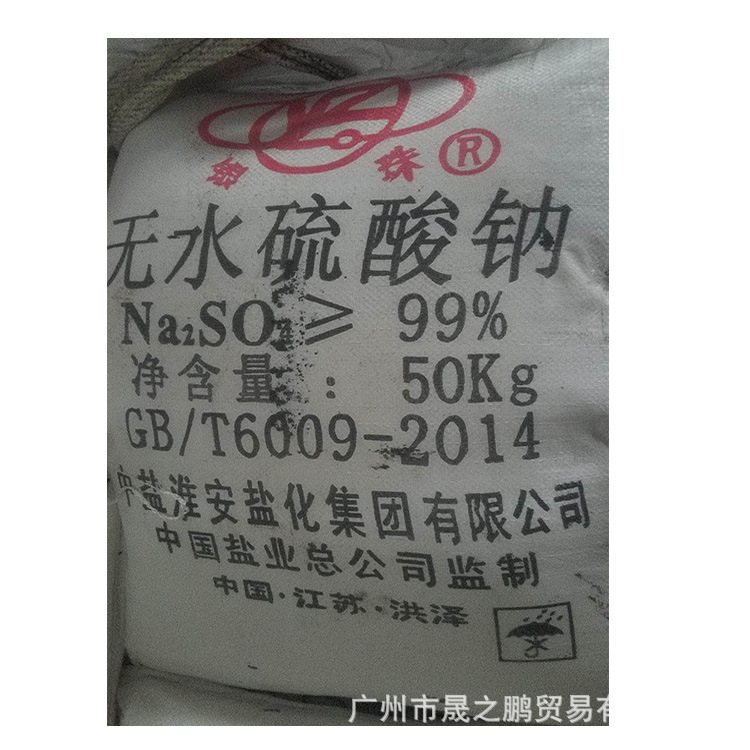 银珠®
无水硫酸钠
Na₂SO₄≥ 99%
净含量：50Kg
GB/T6009-2014
中盐淮安盐化集团有限公司
中国盐业总公司监制
中国·江苏·洪泽
广州市晟之鹏贸易有